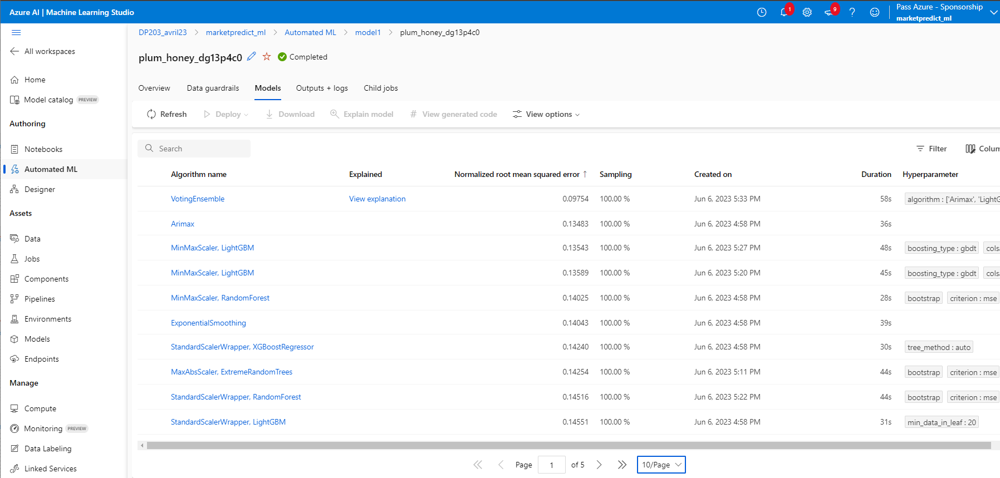 Azure AI | Machine Learning Studio
1
9
Pass Azure - Sponsorship
marketpredict_ml
DP203_avril23 > marketpredict_ml > Automated ML > model1 > plum_honey_dg13p4c0
All workspaces
plum_honey_dg13p4c0 Completed
Home
Model catalog PREVIEW
Authoring
Notebooks
Automated ML
Designer
Assets
Data
Jobs
Components
Pipelines
Environments
Models
Endpoints
Manage
Compute
Monitoring PREVIEW
Data Labeling
Linked Services
Overview Data guardrails Models Outputs + logs Child jobs
Refresh Deploy Download Explain model # View generated code View options
Search Filter Colum
Algorithm name Explained Normalized root mean squared error ↑ Sampling Created on Duration Hyperparameter
VotingEnsemble View explanation 0.09754 100.00 % Jun 6, 2023 5:33 PM 58s algorithm : ['Arimax', 'LightG
Arimax 0.13483 100.00 % Jun 6, 2023 4:58 PM 36s
MinMaxScaler, LightGBM 0.13543 100.00 % Jun 6, 2023 5:27 PM 48s boosting_type : gbdt colsa
MinMaxScaler, LightGBM 0.13589 100.00 % Jun 6, 2023 5:20 PM 45s boosting_type : gbdt colsa
MinMaxScaler, RandomForest 0.14025 100.00 % Jun 6, 2023 4:58 PM 28s bootstrap criterion : mse
ExponentialSmoothing 0.14043 100.00 % Jun 6, 2023 4:58 PM 39s
StandardScalerWrapper, XGBoostRegressor 0.14240 100.00 % Jun 6, 2023 4:58 PM 30s tree_method : auto
MaxAbsScaler, ExtremeRandomTrees 0.14254 100.00 % Jun 6, 2023 5:11 PM 44s bootstrap criterion : mse
StandardScalerWrapper, RandomForest 0.14516 100.00 % Jun 6, 2023 5:22 PM 44s bootstrap criterion : mse
StandardScalerWrapper, LightGBM 0.14551 100.00 % Jun 6, 2023 4:58 PM 31s min_data_in_leaf : 20
Page 1 of 5 10/Page